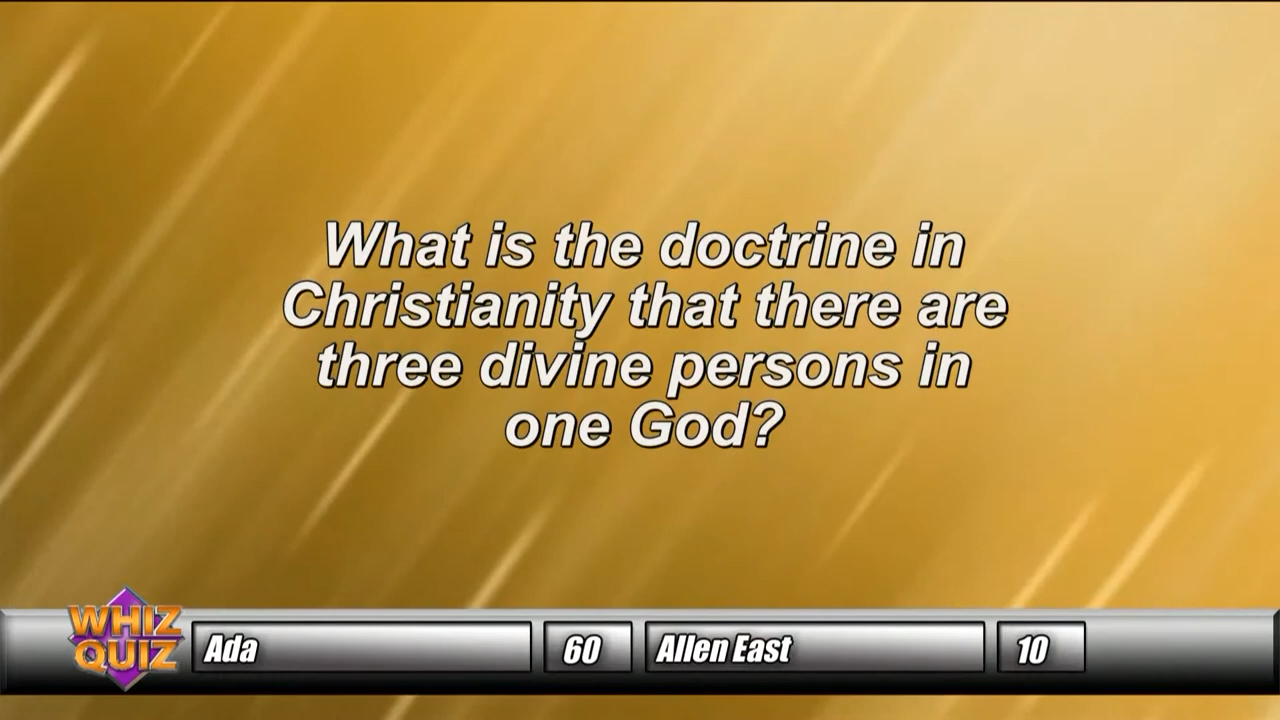 What is the doctrine in
Christianity that there are
three divine persons in
one God?
WHIZ
QUIZ
Ada 60 Allen East 10